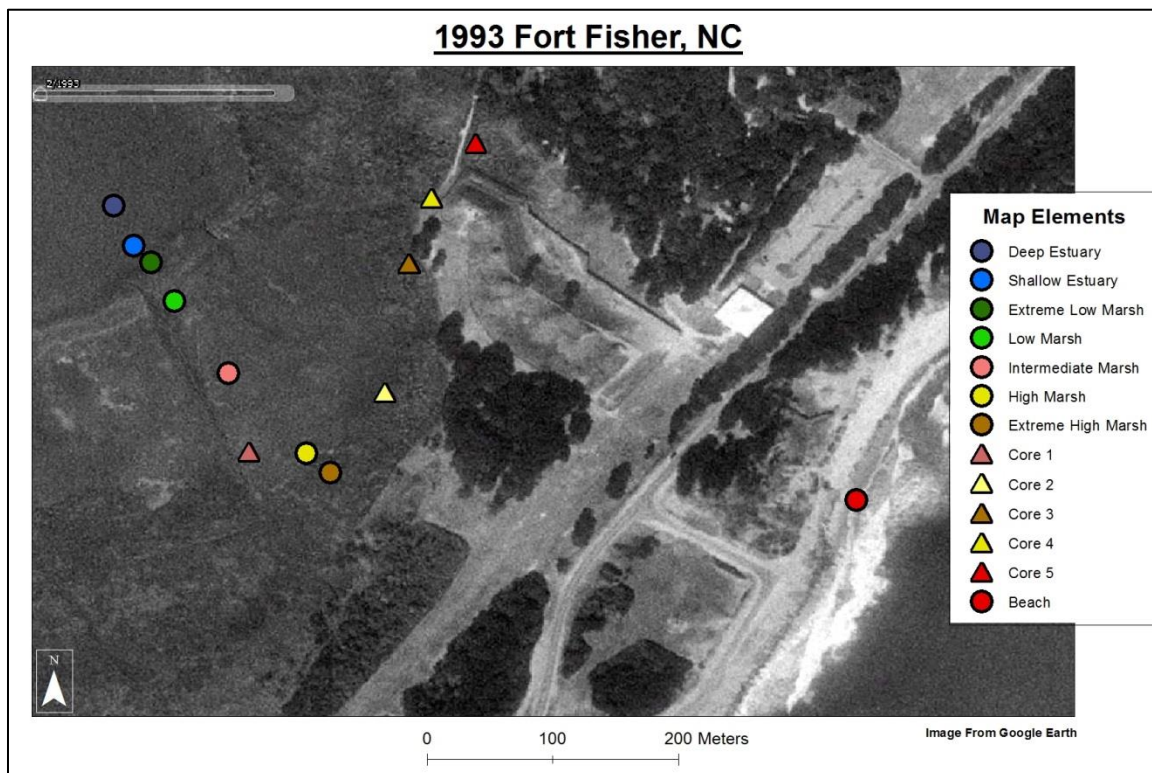 1993 Fort Fisher, NC
2/1993
Map Elements
Deep Estuary
Shallow Estuary
Extreme Low Marsh
Low Marsh
Intermediate Marsh
High Marsh
Extreme High Marsh
Core 1
Core 2
Core 3
Core 4
Core 5
Beach
N
0 100 200 Meters
Image From Google Earth